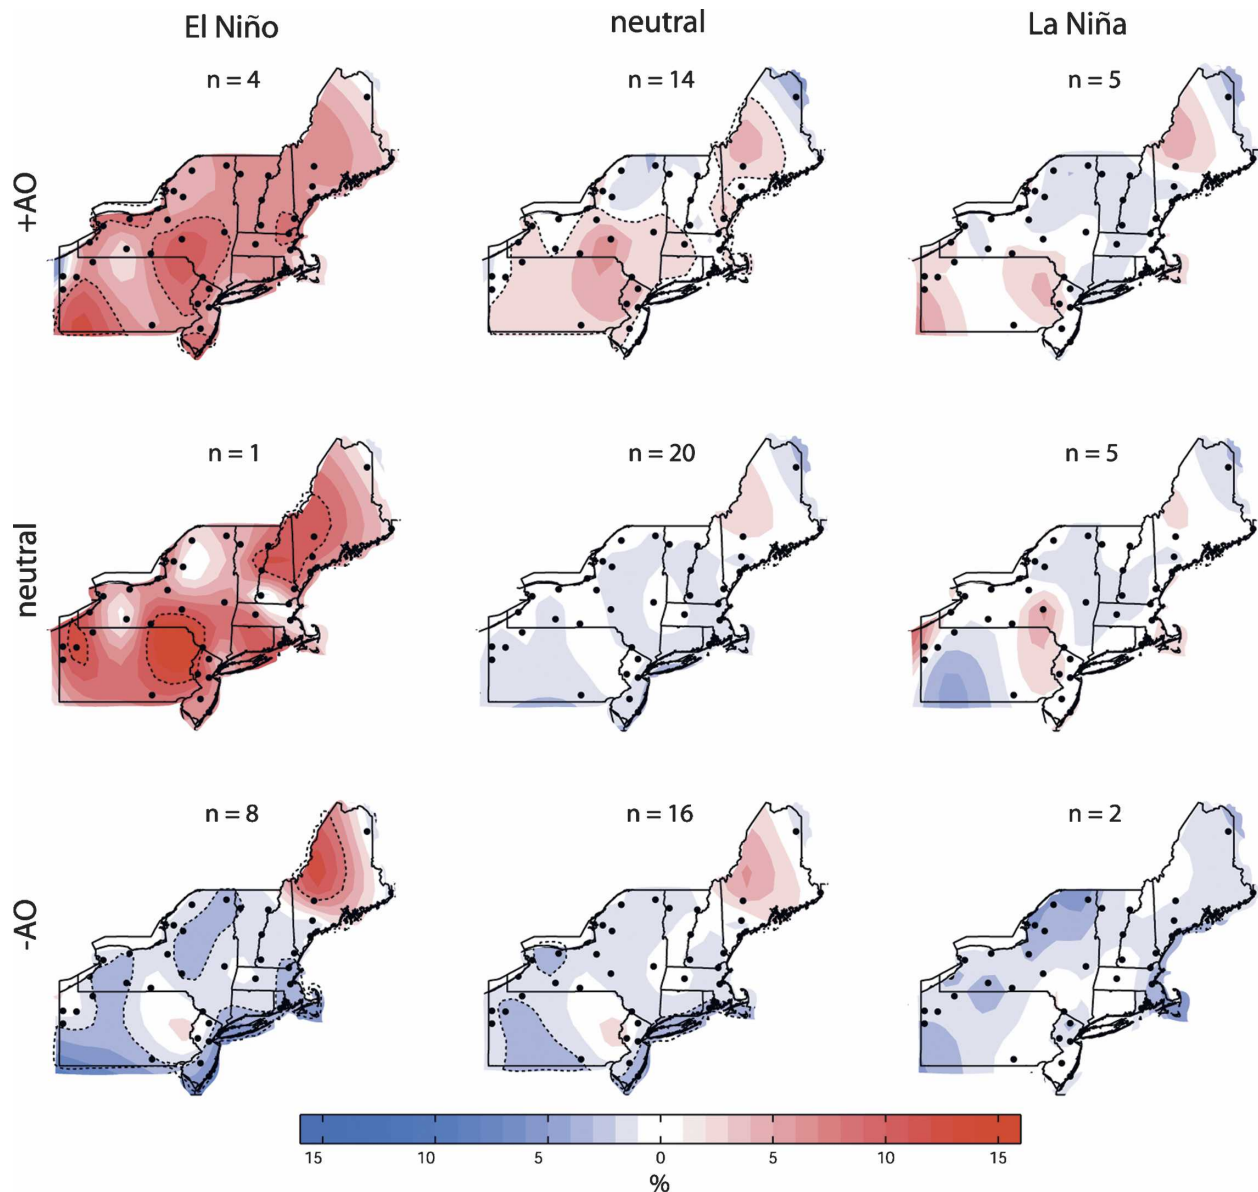 El Niño neutral La Niña
n = 4 n = 14 n = 5
+AO
n = 1 n = 20 n = 5
neutral
n = 8 n = 16 n = 2
-AO
15 10 5 0 5 10 15
%